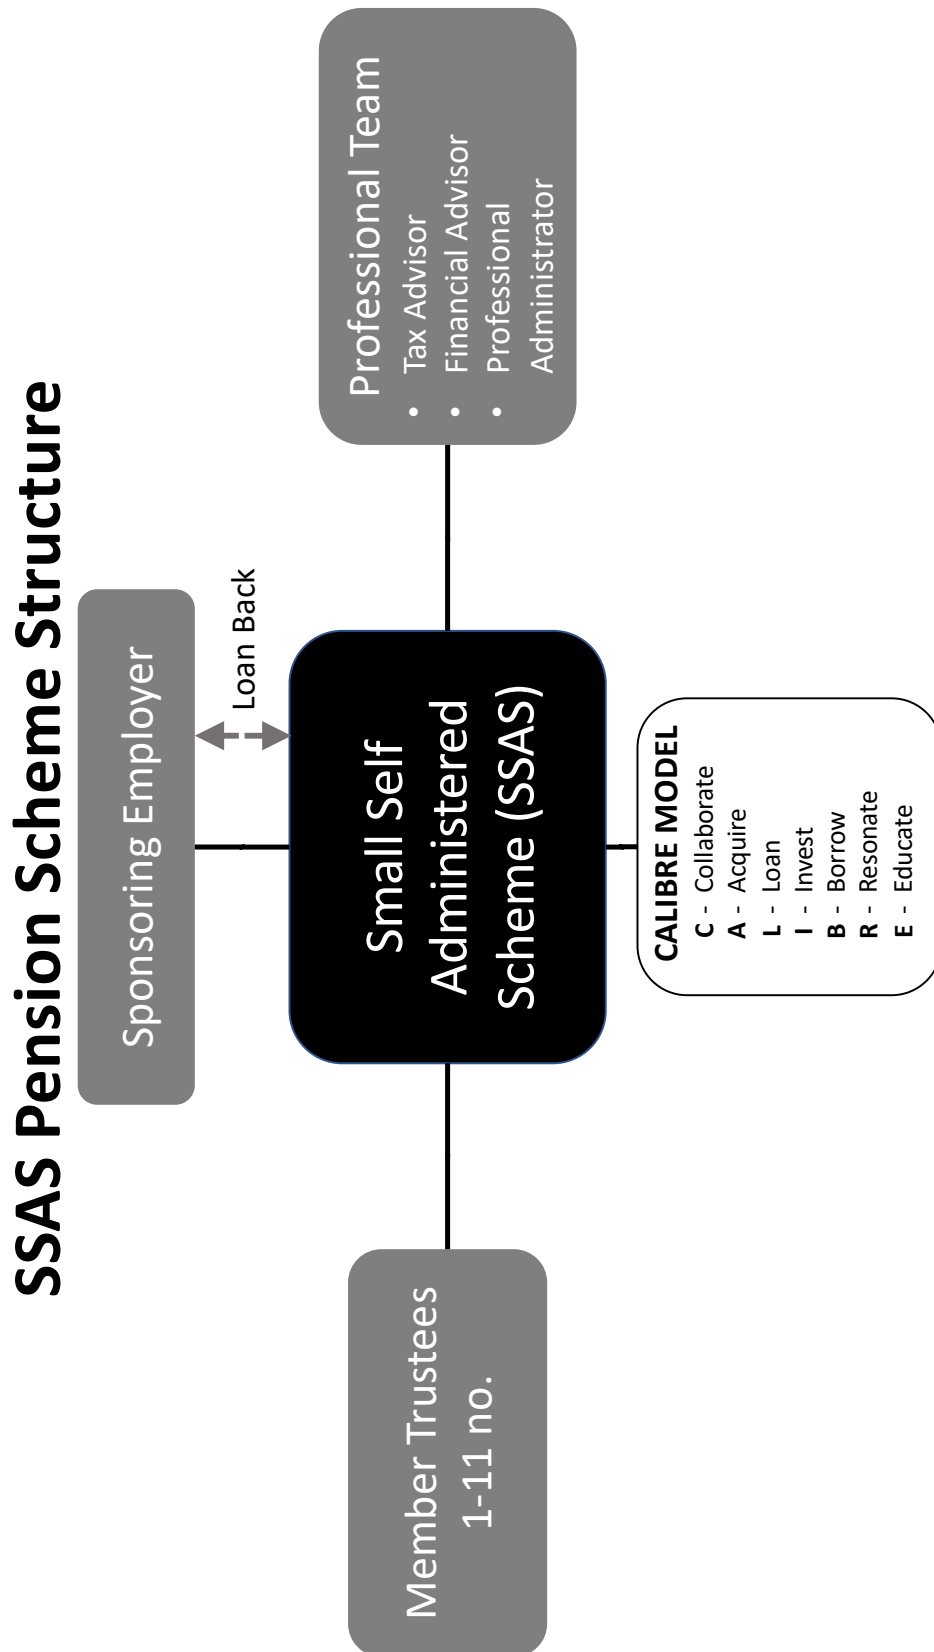 SSAS Pension Scheme Structure
Sponsoring Employer
Loan Back
Member Trustees
1-11 no.
Small Self
Administered
Scheme (SSAS)
Professional Team
• Tax Advisor
• Financial Advisor
• Professional
Administrator
CALIBRE MODEL
C - Collaborate
A - Acquire
L - Loan
I - Invest
B - Borrow
R - Resonate
E - Educate